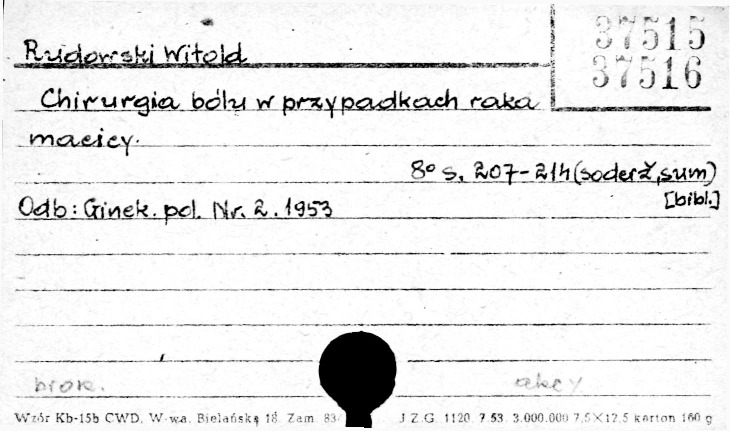 37515
37516
Rudowski Witold
Chirurgia bólu w przypadkach raka
macicy.
8° s. 207-214 (soderž, sum)
[bibl.]
Odb: Ginek. pol. Nr. 2. 1953
brosz. akcy
Wzór Kb-15b CWD, W-wa, Bielańska 18. Zam. 83 J.Z.G. 1120. 7.53. 3.000.000 7,5×12,5 karton 160 g